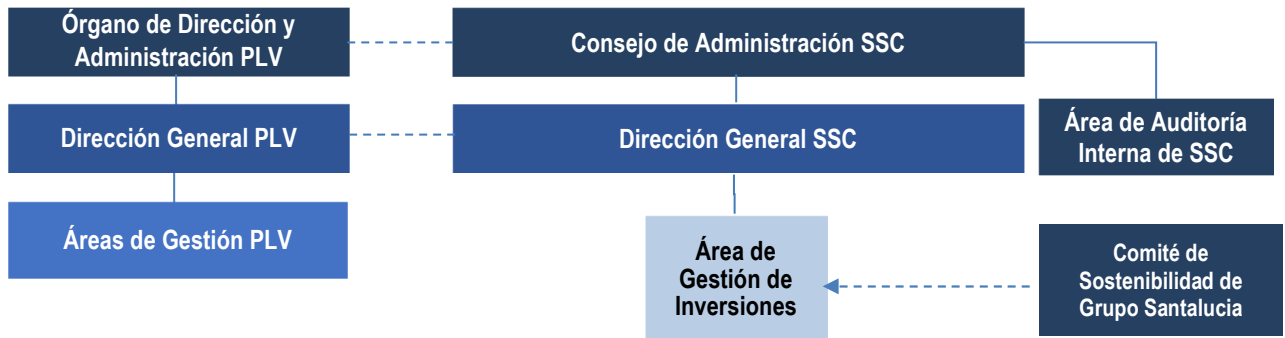 Órgano de Dirección y
Administración PLV
Consejo de Administración SSC
Dirección General PLV
Dirección General SSC
Área de Auditoría
Interna de SSC
Áreas de Gestión PLV
Área de
Gestión de
Inversiones
Comité de
Sostenibilidad de
Grupo Santalucia